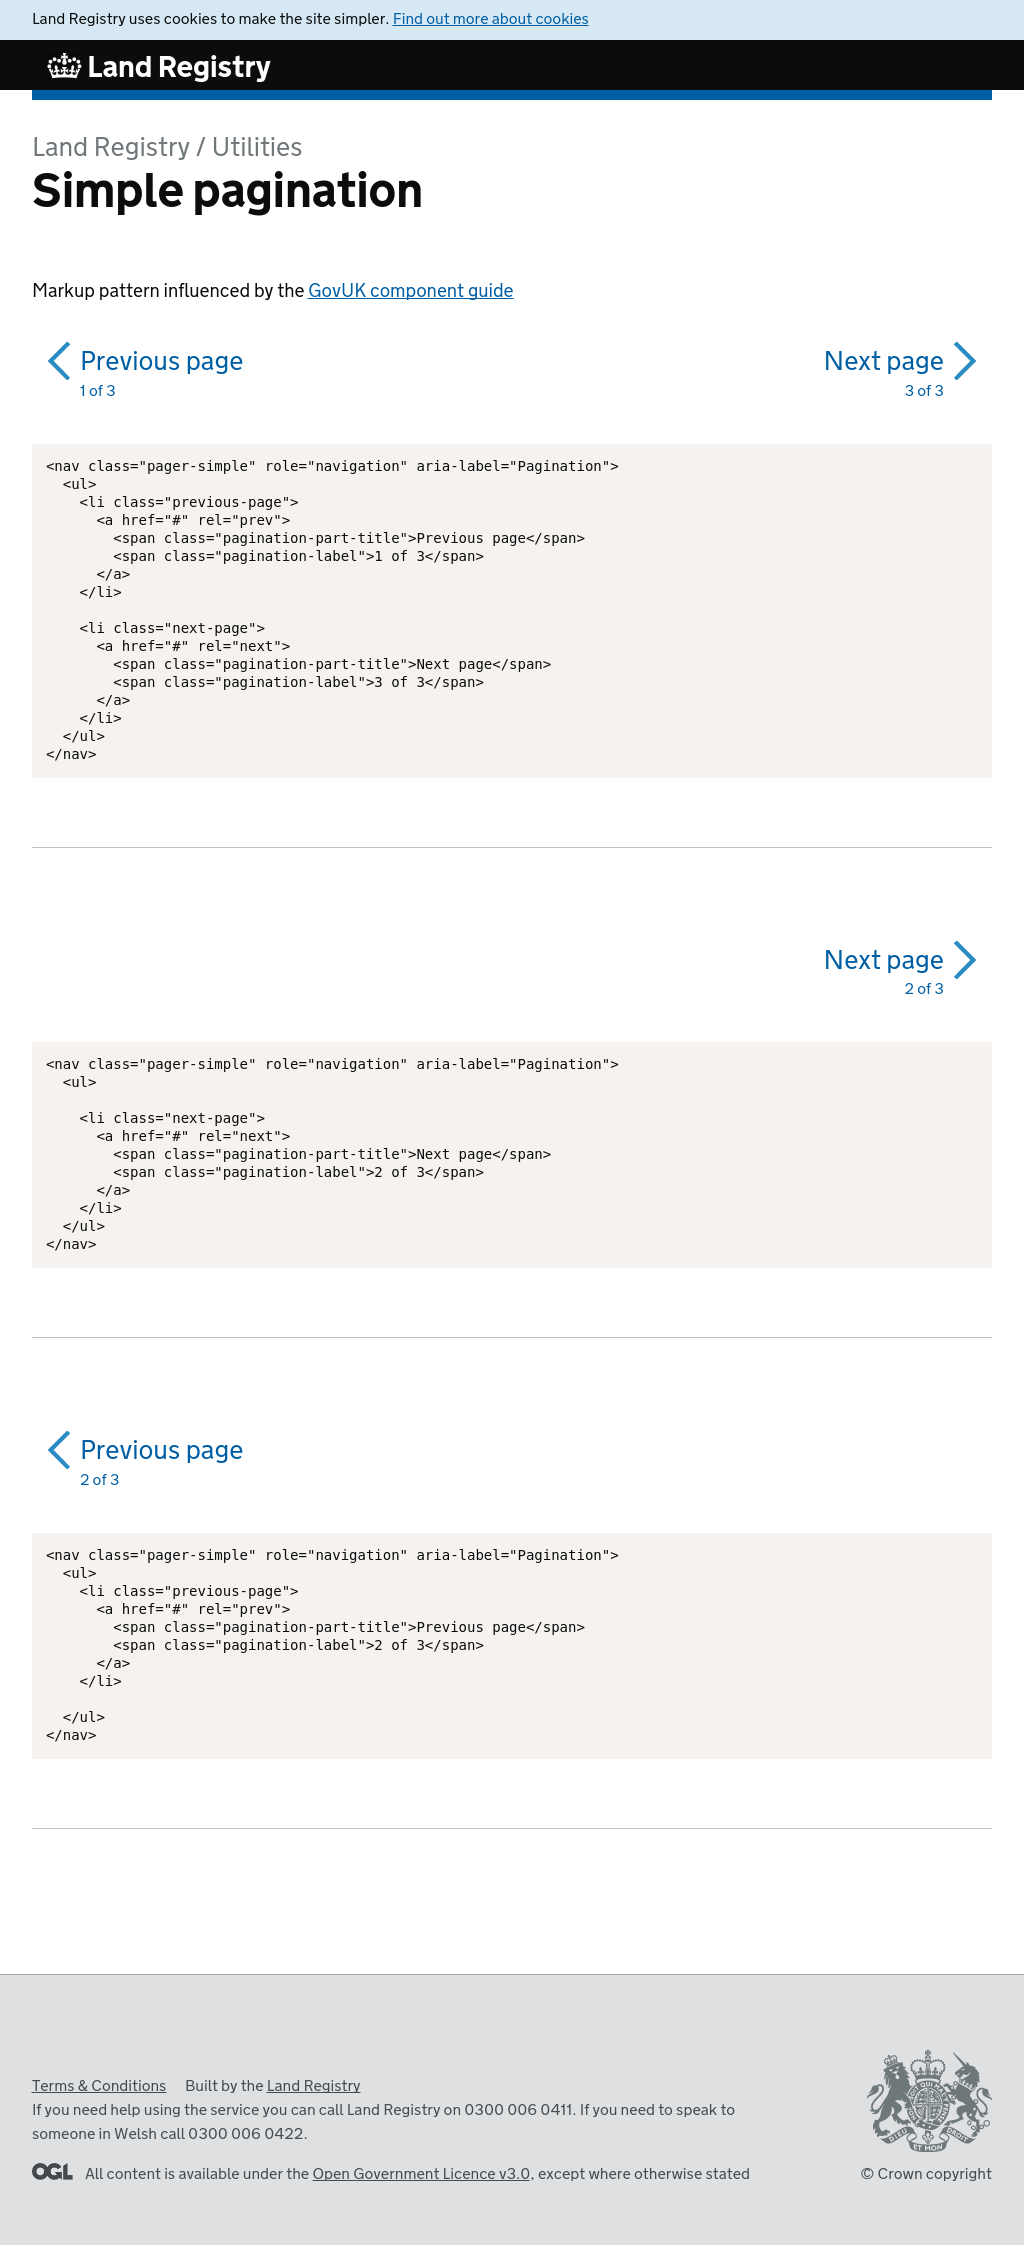 Land Registry uses cookies to make the site simpler. Find out more about cookies
Land Registry
Land Registry / Utilities
Simple pagination
Markup pattern influenced by the GovUK component guide
Previous page
1 of 3
Next page
3 of 3
<nav class="pager-simple" role="navigation" aria-label="Pagination">
  <ul>
    <li class="previous-page">
      <a href="#" rel="prev">
        <span class="pagination-part-title">Previous page</span>
        <span class="pagination-label">1 of 3</span>
      </a>
    </li>

    <li class="next-page">
      <a href="#" rel="next">
        <span class="pagination-part-title">Next page</span>
        <span class="pagination-label">3 of 3</span>
      </a>
    </li>
  </ul>
</nav>
Next page
2 of 3
<nav class="pager-simple" role="navigation" aria-label="Pagination">
  <ul>

    <li class="next-page">
      <a href="#" rel="next">
        <span class="pagination-part-title">Next page</span>
        <span class="pagination-label">2 of 3</span>
      </a>
    </li>
  </ul>
</nav>
Previous page
2 of 3
<nav class="pager-simple" role="navigation" aria-label="Pagination">
  <ul>
    <li class="previous-page">
      <a href="#" rel="prev">
        <span class="pagination-part-title">Previous page</span>
        <span class="pagination-label">2 of 3</span>
      </a>
    </li>

  </ul>
</nav>
Terms & Conditions Built by the Land Registry
If you need help using the service you can call Land Registry on 0300 006 0411. If you need to speak to
someone in Welsh call 0300 006 0422.
OGL All content is available under the Open Government Licence v3.0, except where otherwise stated
DIEU ET MON DROIT
© Crown copyright